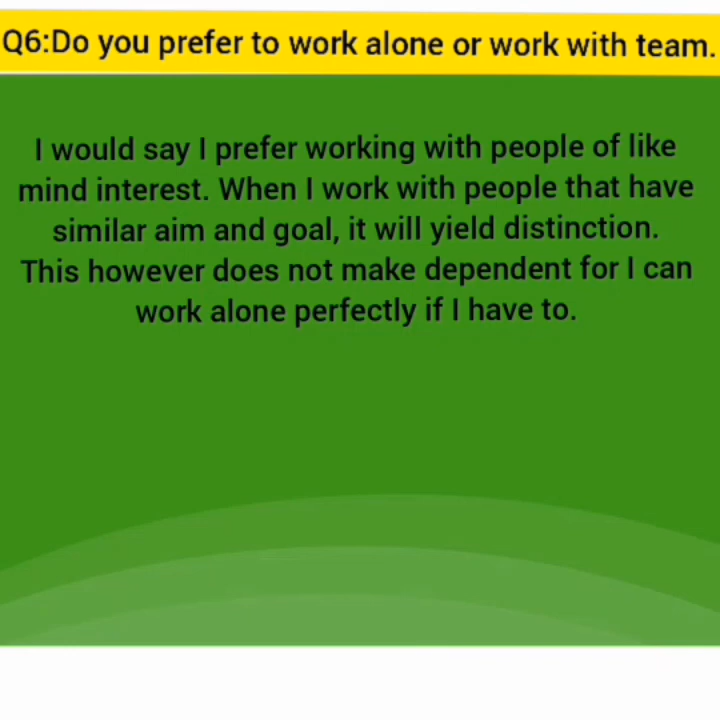 Q6:Do you prefer to work alone or work with team.
I would say I prefer working with people of like
mind interest. When I work with people that have
similar aim and goal, it will yield distinction.
This however does not make dependent for I can
work alone perfectly if I have to.